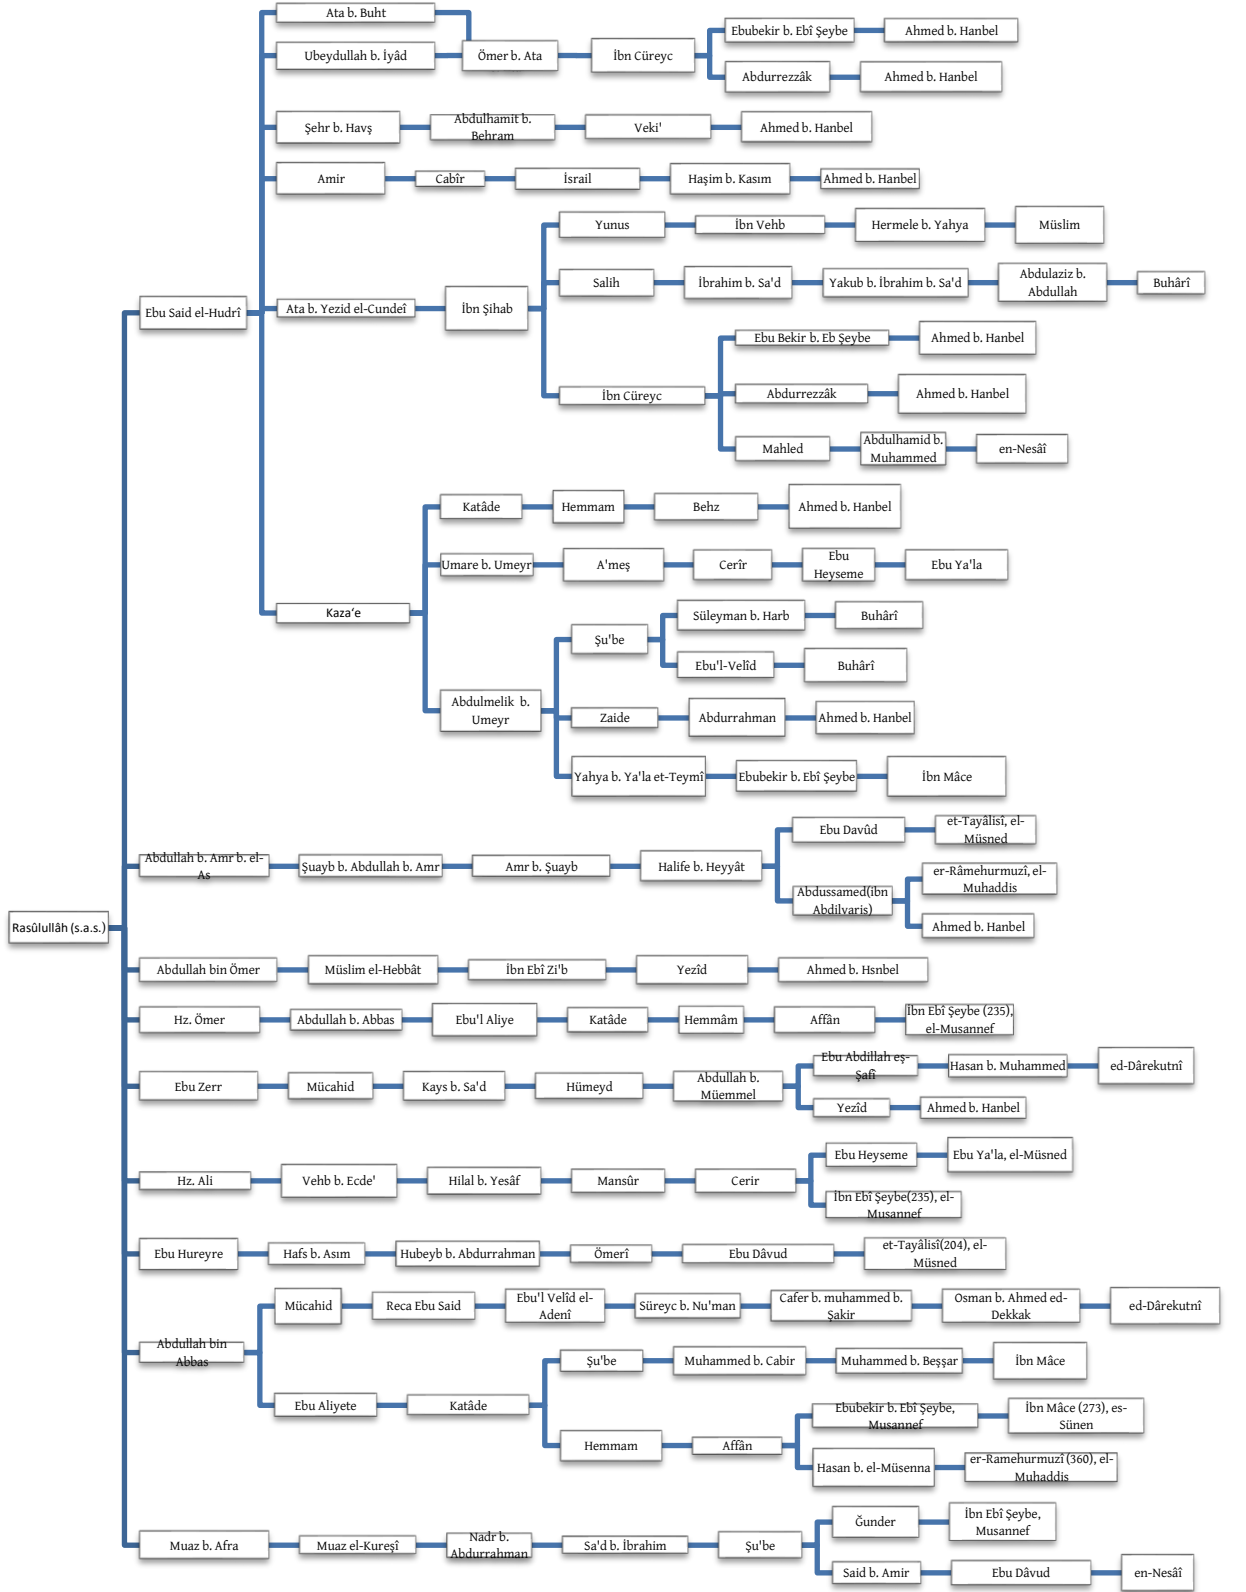 Ata b. Buht
Ubeydullah b. İyâd
Ömer b. Ata
İbn Cüreyc
Ebubekir b. Ebî Şeybe
Ahmed b. Hanbel
Abdurrezzâk
Ahmed b. Hanbel
Şehr b. Havş
Abdulhamit b.
Behram
Veki'
Ahmed b. Hanbel
Amir
Cabîr
İsrail
Haşim b. Kasım
Ahmed b. Hanbel
Ebu Said el-Hudrî
Ata b. Yezid el-Cundeî
İbn Şihab
Yunus
İbn Vehb
Hermele b. Yahya
Müslim
Salih
İbrahim b. Sa'd
Yakub b. İbrahim b. Sa'd
Abdulaziz b.
Abdullah
Buhârî
İbn Cüreyc
Ebu Bekir b. Eb Şeybe
Ahmed b. Hanbel
Abdurrezzâk
Ahmed b. Hanbel
Mahled
Abdulhamid b.
Muhammed
en-Nesâî
Kaza‘e
Katâde
Hemmam
Behz
Ahmed b. Hanbel
Umare b. Umeyr
A'meş
Cerîr
Ebu
Heyseme
Ebu Ya'la
Abdulmelik b.
Umeyr
Şu'be
Süleyman b. Harb
Buhârî
Ebu'l-Velîd
Buhârî
Zaide
Abdurrahman
Ahmed b. Hanbel
Yahya b. Ya'la et-Teymî
Ebubekir b. Ebî Şeybe
İbn Mâce
Rasûlullâh (s.a.s.)
Abdullah b. Amr b. el-
As
Şuayb b. Abdullah b. Amr
Amr b. Şuayb
Halife b. Heyyât
Ebu Davûd
et-Tayâlisî, el-
Müsned
Abdussamed(ibn
Abdilvaris)
er-Râmehurmuzî, el-
Muhaddis
Ahmed b. Hanbel
Abdullah bin Ömer
Müslim el-Hebbât
İbn Ebî Zi'b
Yezîd
Ahmed b. Hsnbel
Hz. Ömer
Abdullah b. Abbas
Ebu'l Aliye
Katâde
Hemmâm
Affân
İbn Ebî Şeybe (235),
el-Musannef
Ebu Zerr
Mücahid
Kays b. Sa'd
Hümeyd
Abdullah b.
Müemmel
Ebu Abdillah eş-
Şafî
Hasan b. Muhammed
ed-Dârekutnî
Yezîd
Ahmed b. Hanbel
Hz. Ali
Vehb b. Ecde'
Hilal b. Yesâf
Mansûr
Cerir
Ebu Heyseme
Ebu Ya'la, el-Müsned
İbn Ebî Şeybe(235), el-
Musannef
Ebu Hureyre
Hafs b. Asım
Hubeyb b. Abdurrahman
Ömerî
Ebu Dâvud
et-Tayâlisî(204), el-
Müsned
Abdullah bin
Abbas
Mücahid
Reca Ebu Said
Ebu'l Velîd el-
Adenî
Süreyc b. Nu'man
Cafer b. muhammed b.
Şakir
Osman b. Ahmed ed-
Dekkak
ed-Dârekutnî
Ebu Aliyete
Katâde
Şu'be
Muhammed b. Cabir
Muhammed b. Beşşar
İbn Mâce
Hemmam
Affân
Ebubekir b. Ebî Şeybe,
Musannef
İbn Mâce (273), es-
Sünen
Hasan b. el-Müsenna
er-Ramehurmuzî (360), el-
Muhaddis
Muaz b. Afra
Muaz el-Kureşî
Nadr b.
Abdurrahman
Sa'd b. İbrahim
Şu'be
Ğunder
İbn Ebî Şeybe,
Musannef
Said b. Amir
Ebu Dâvud
en-Nesâî